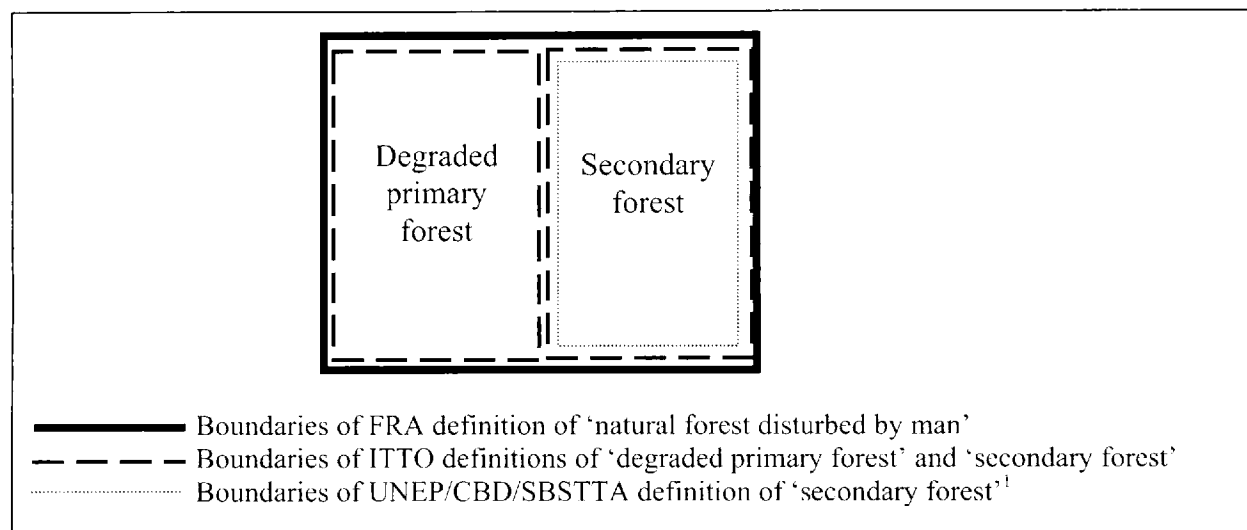 Degraded
primary
forest
Secondary
forest
Boundaries of FRA definition of ‘natural forest disturbed by man’
Boundaries of ITTO definitions of ‘degraded primary forest’ and ‘secondary forest’
Boundaries of UNEP/CBD/SBSTTA definition of ‘secondary forest’¹